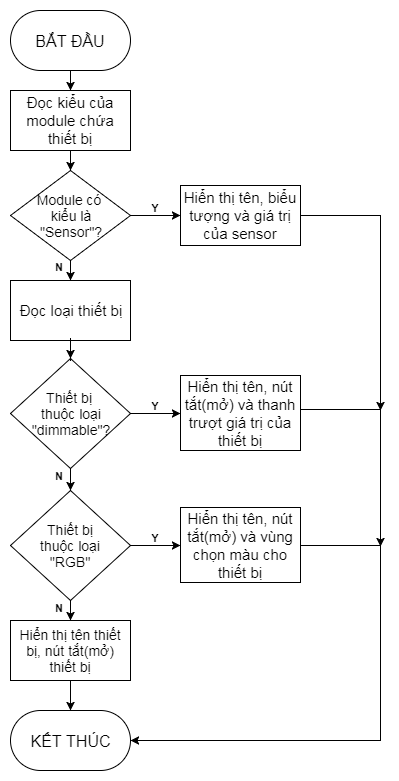 BẮT ĐẦU
Đọc kiểu của
module chứa
thiết bị
Module có
kiểu là
"Sensor"?
Y
Hiển thị tên, biểu
tượng và giá trị
của sensor
N
Đọc loại thiết bị
Thiết bị
thuộc loại
"dimmable"?
Y
Hiển thị tên, nút
tắt(mở) và thanh
trượt giá trị của
thiết bị
N
Thiết bị
thuộc loại
"RGB"
Y
Hiển thị tên, nút
tắt(mở) và vùng
chọn màu cho
thiết bị
N
Hiển thị tên thiết
bị, nút tắt(mở)
thiết bị
KẾT THÚC